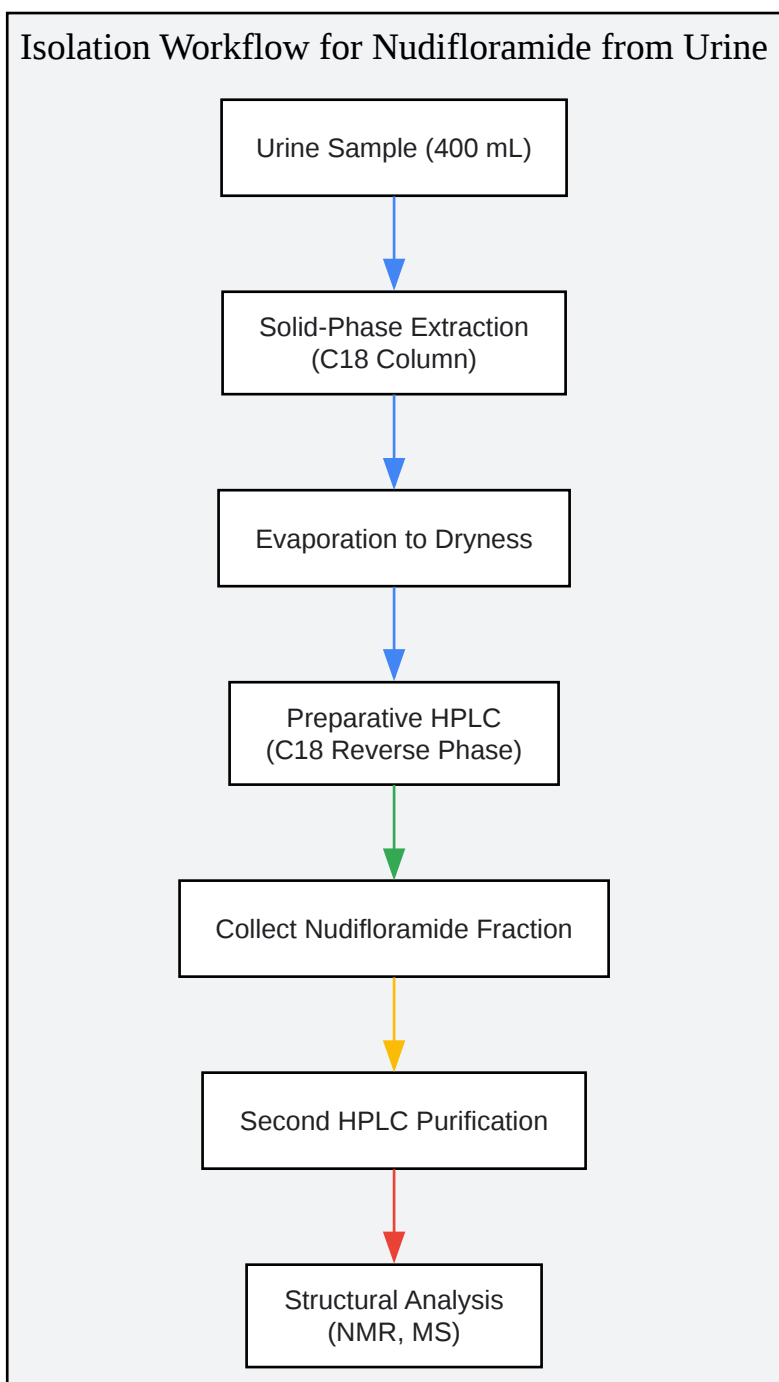 Isolation Workflow for Nudifloramide from Urine
Urine Sample (400 mL)
Solid-Phase Extraction
(C18 Column)
Evaporation to Dryness
Preparative HPLC
(C18 Reverse Phase)
Collect Nudifloramide Fraction
Second HPLC Purification
Structural Analysis
(NMR, MS)